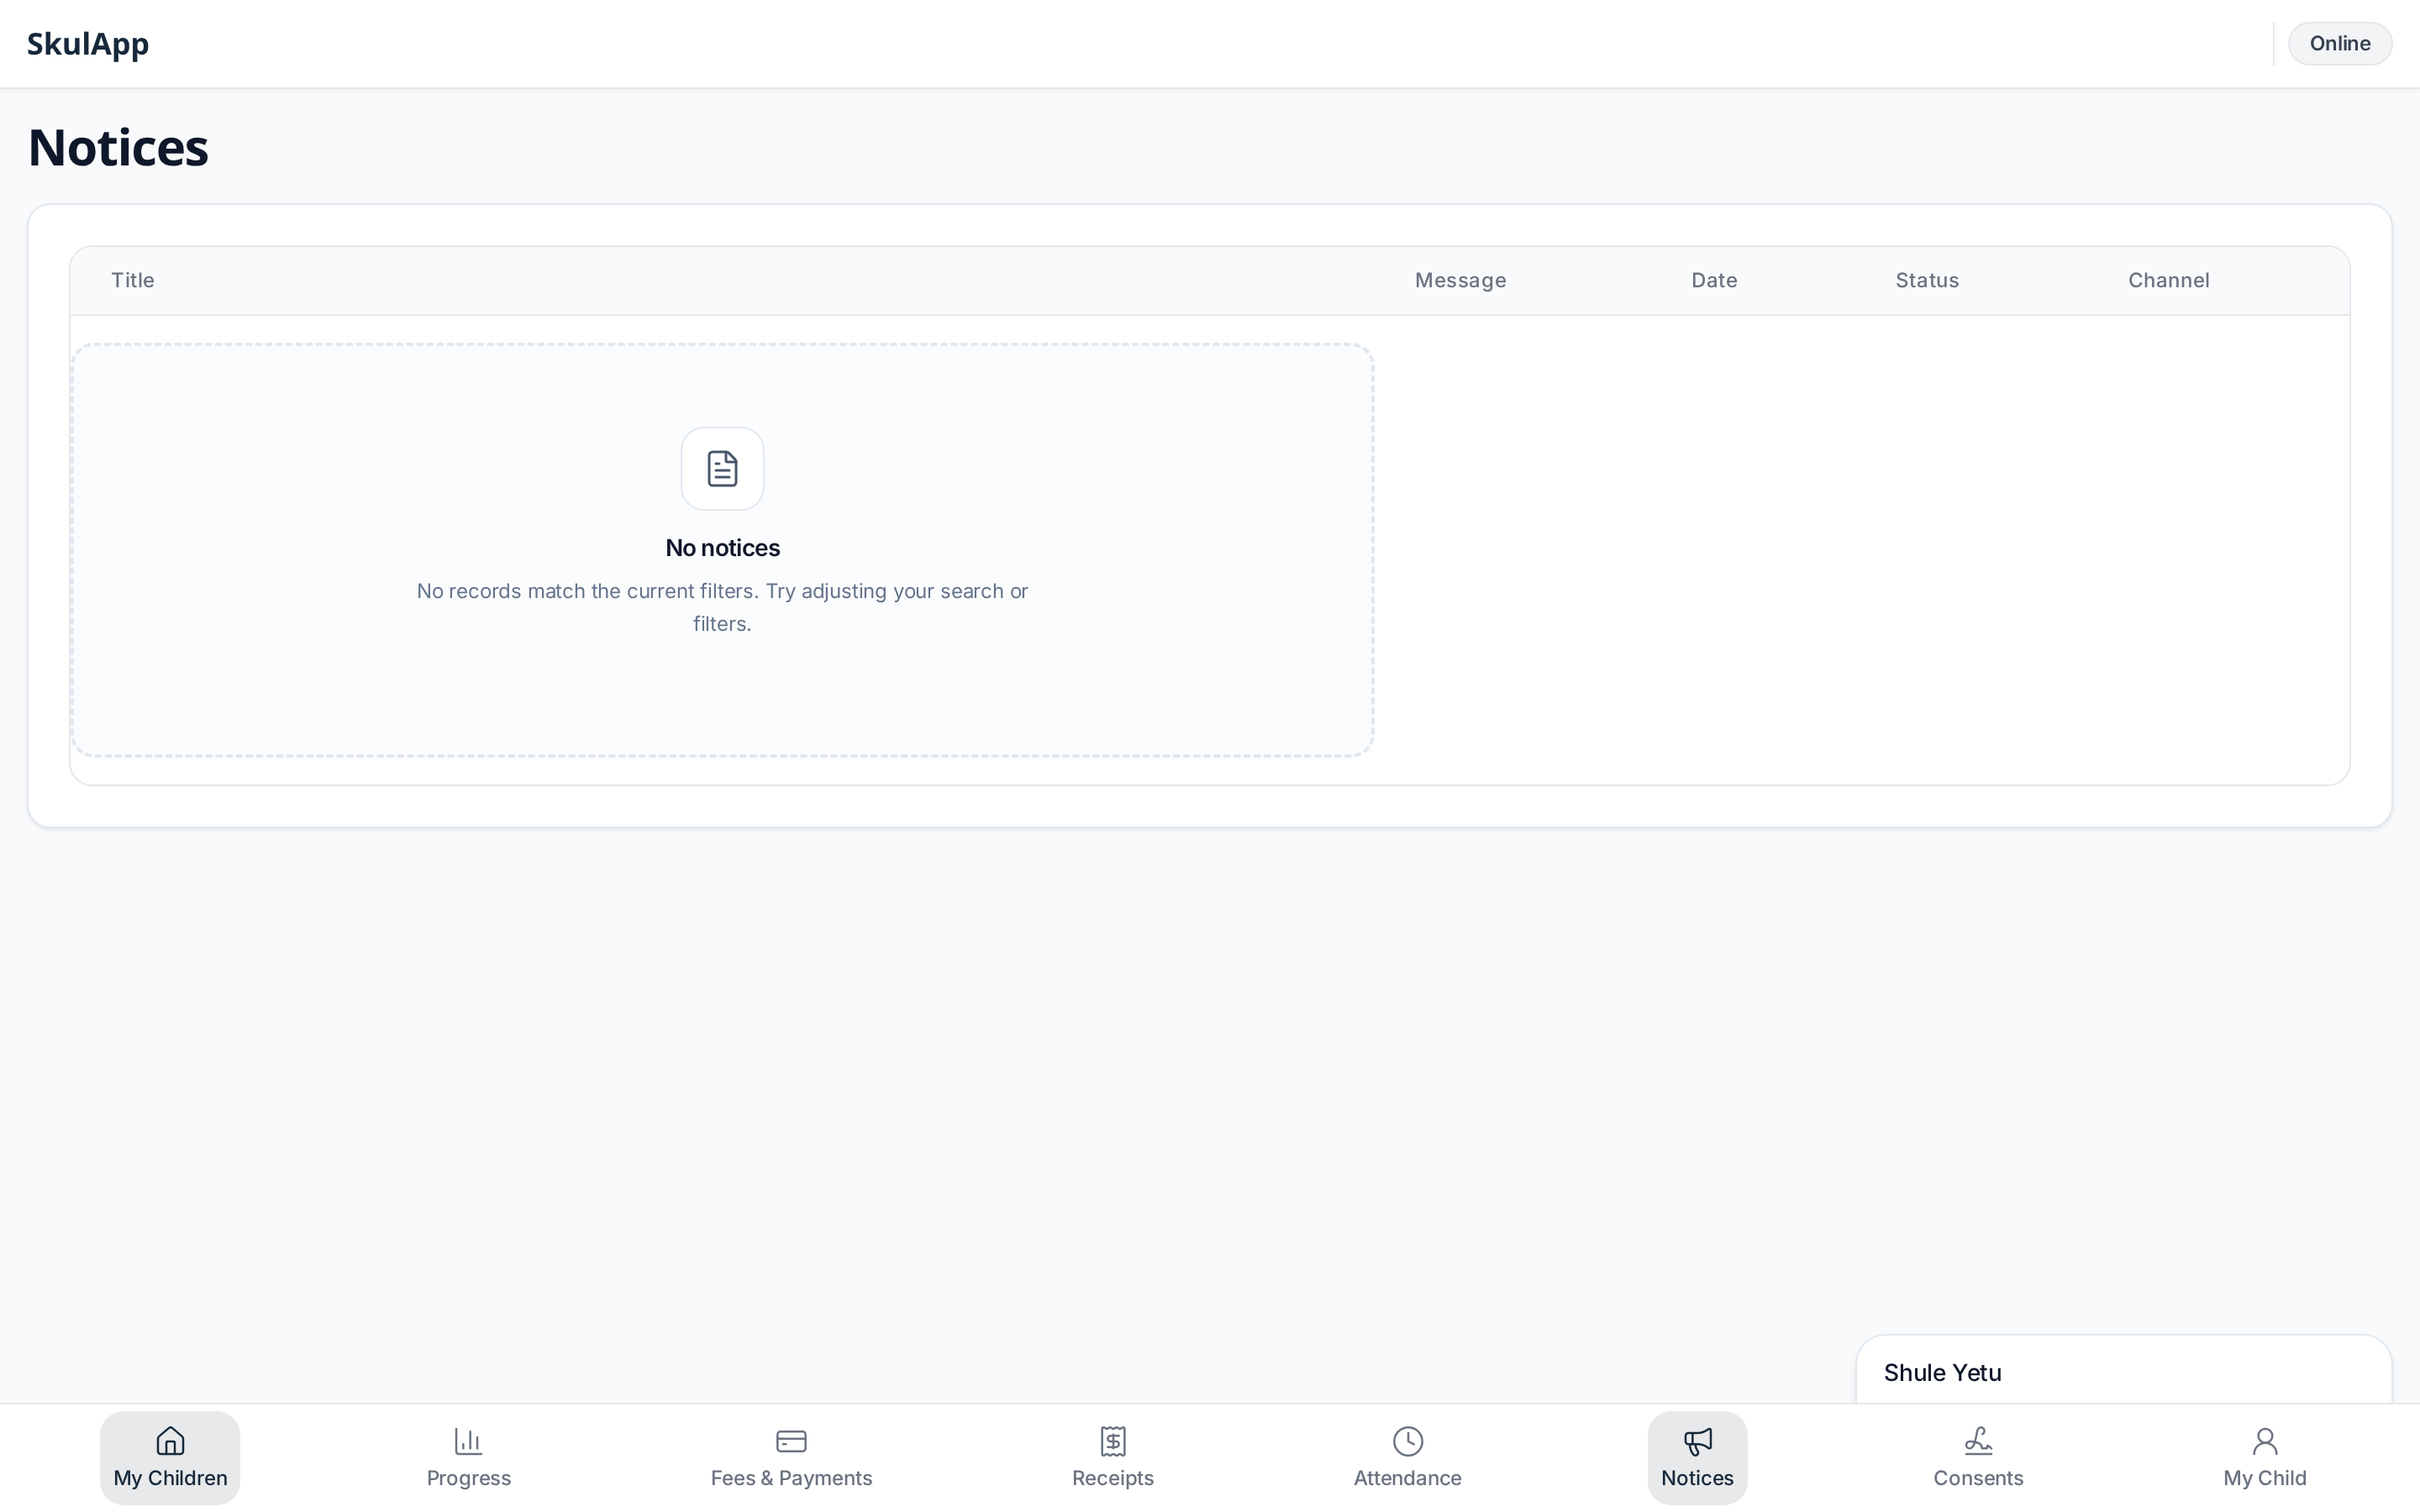 SkulApp
Online
Notices
Title Message Date Status Channel
No notices
No records match the current filters. Try adjusting your search or
filters.
Shule Yetu
My Children Progress Fees & Payments Receipts Attendance Notices Consents My Child